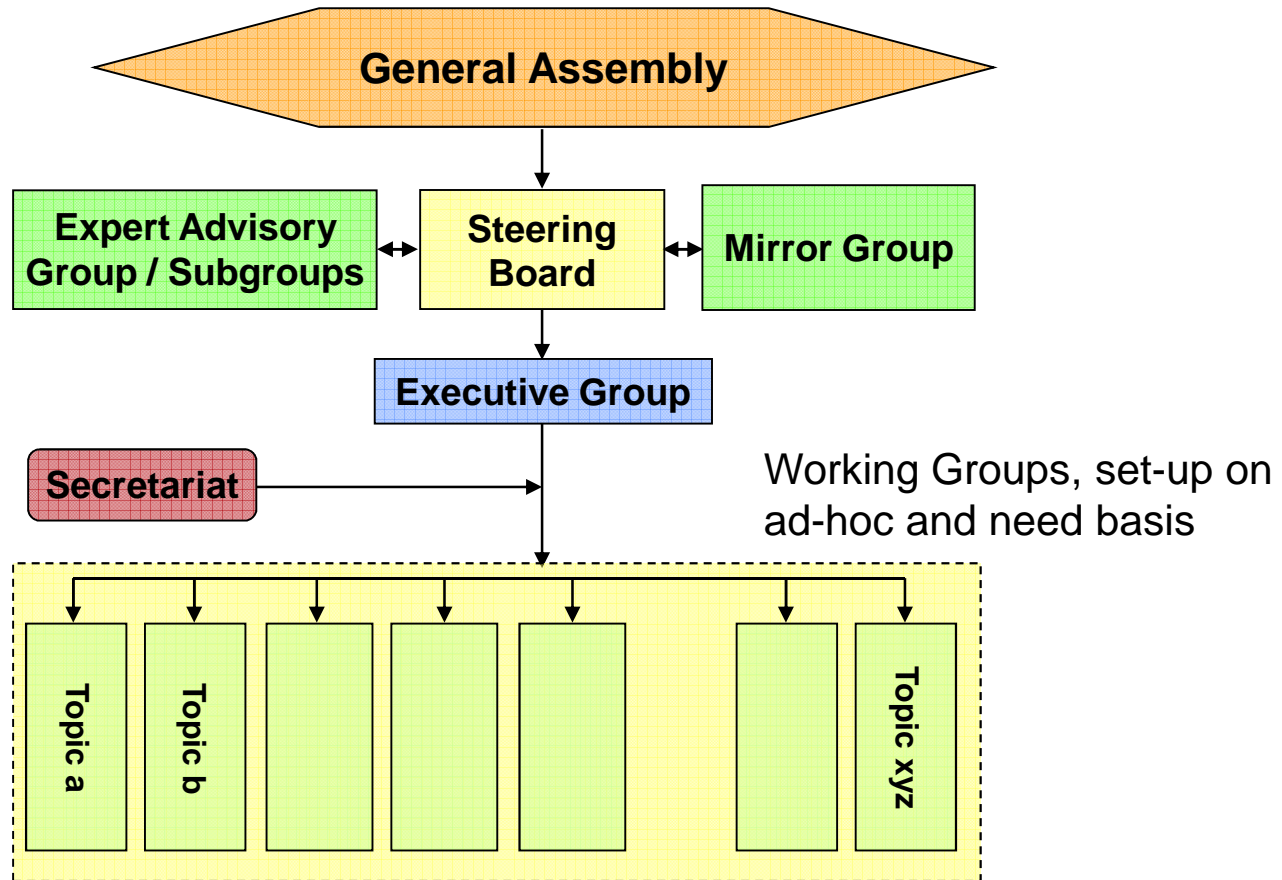 General Assembly
Expert Advisory
Group / Subgroups
Steering
Board
Mirror Group
Executive Group
Secretariat
Working Groups, set-up on
ad-hoc and need basis
Topic a
Topic b
Topic xyz